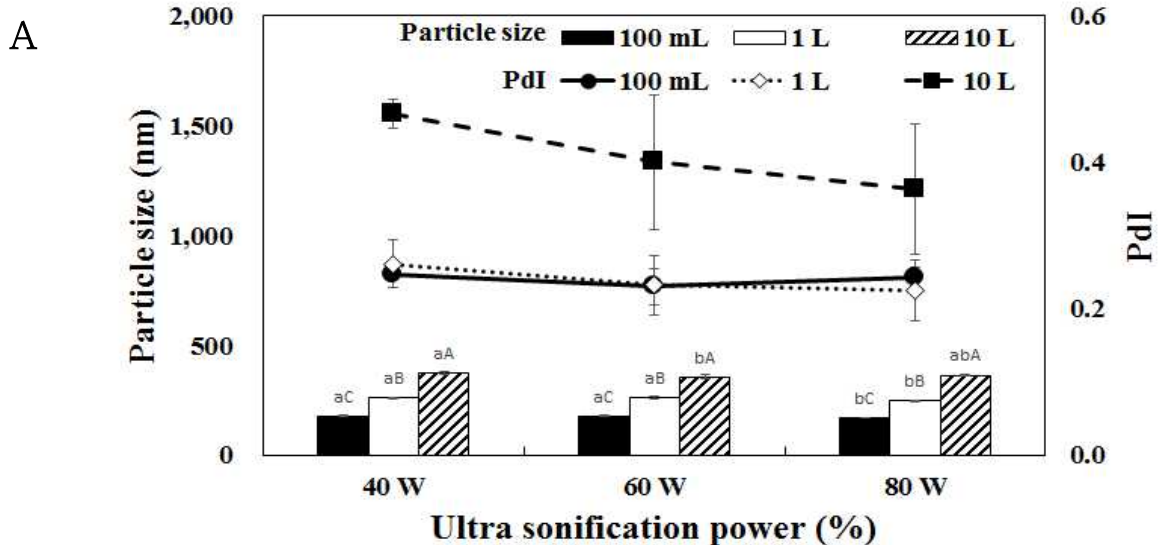 A
2,000
0.6
Particle size 100 mL 1 L 10 L
PdI 100 mL 1 L 10 L
1,500
0.4
1,000
0.2
500
aC aB aA
aC aB bA
bC bB abA
0
0.0
40 W 60 W 80 W
Ultra sonification power (%)
Particle size (nm)
PdI